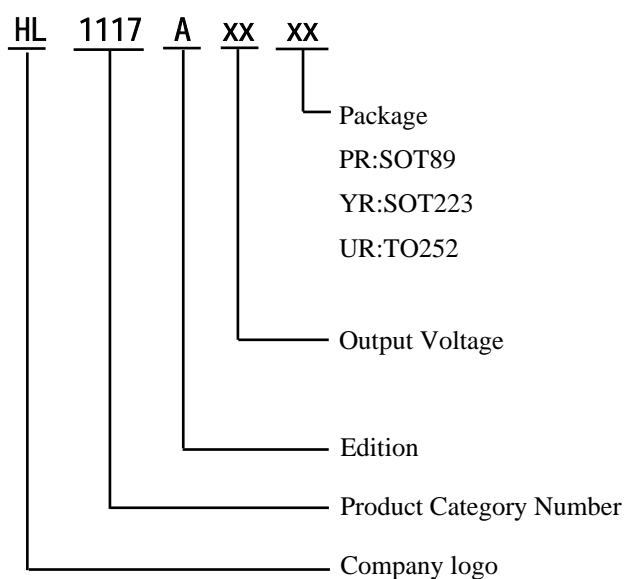 HL 1117 A xx xx
Package
PR:SOT89
YR:SOT223
UR:TO252
Output Voltage
Edition
Product Category Number
Company logo